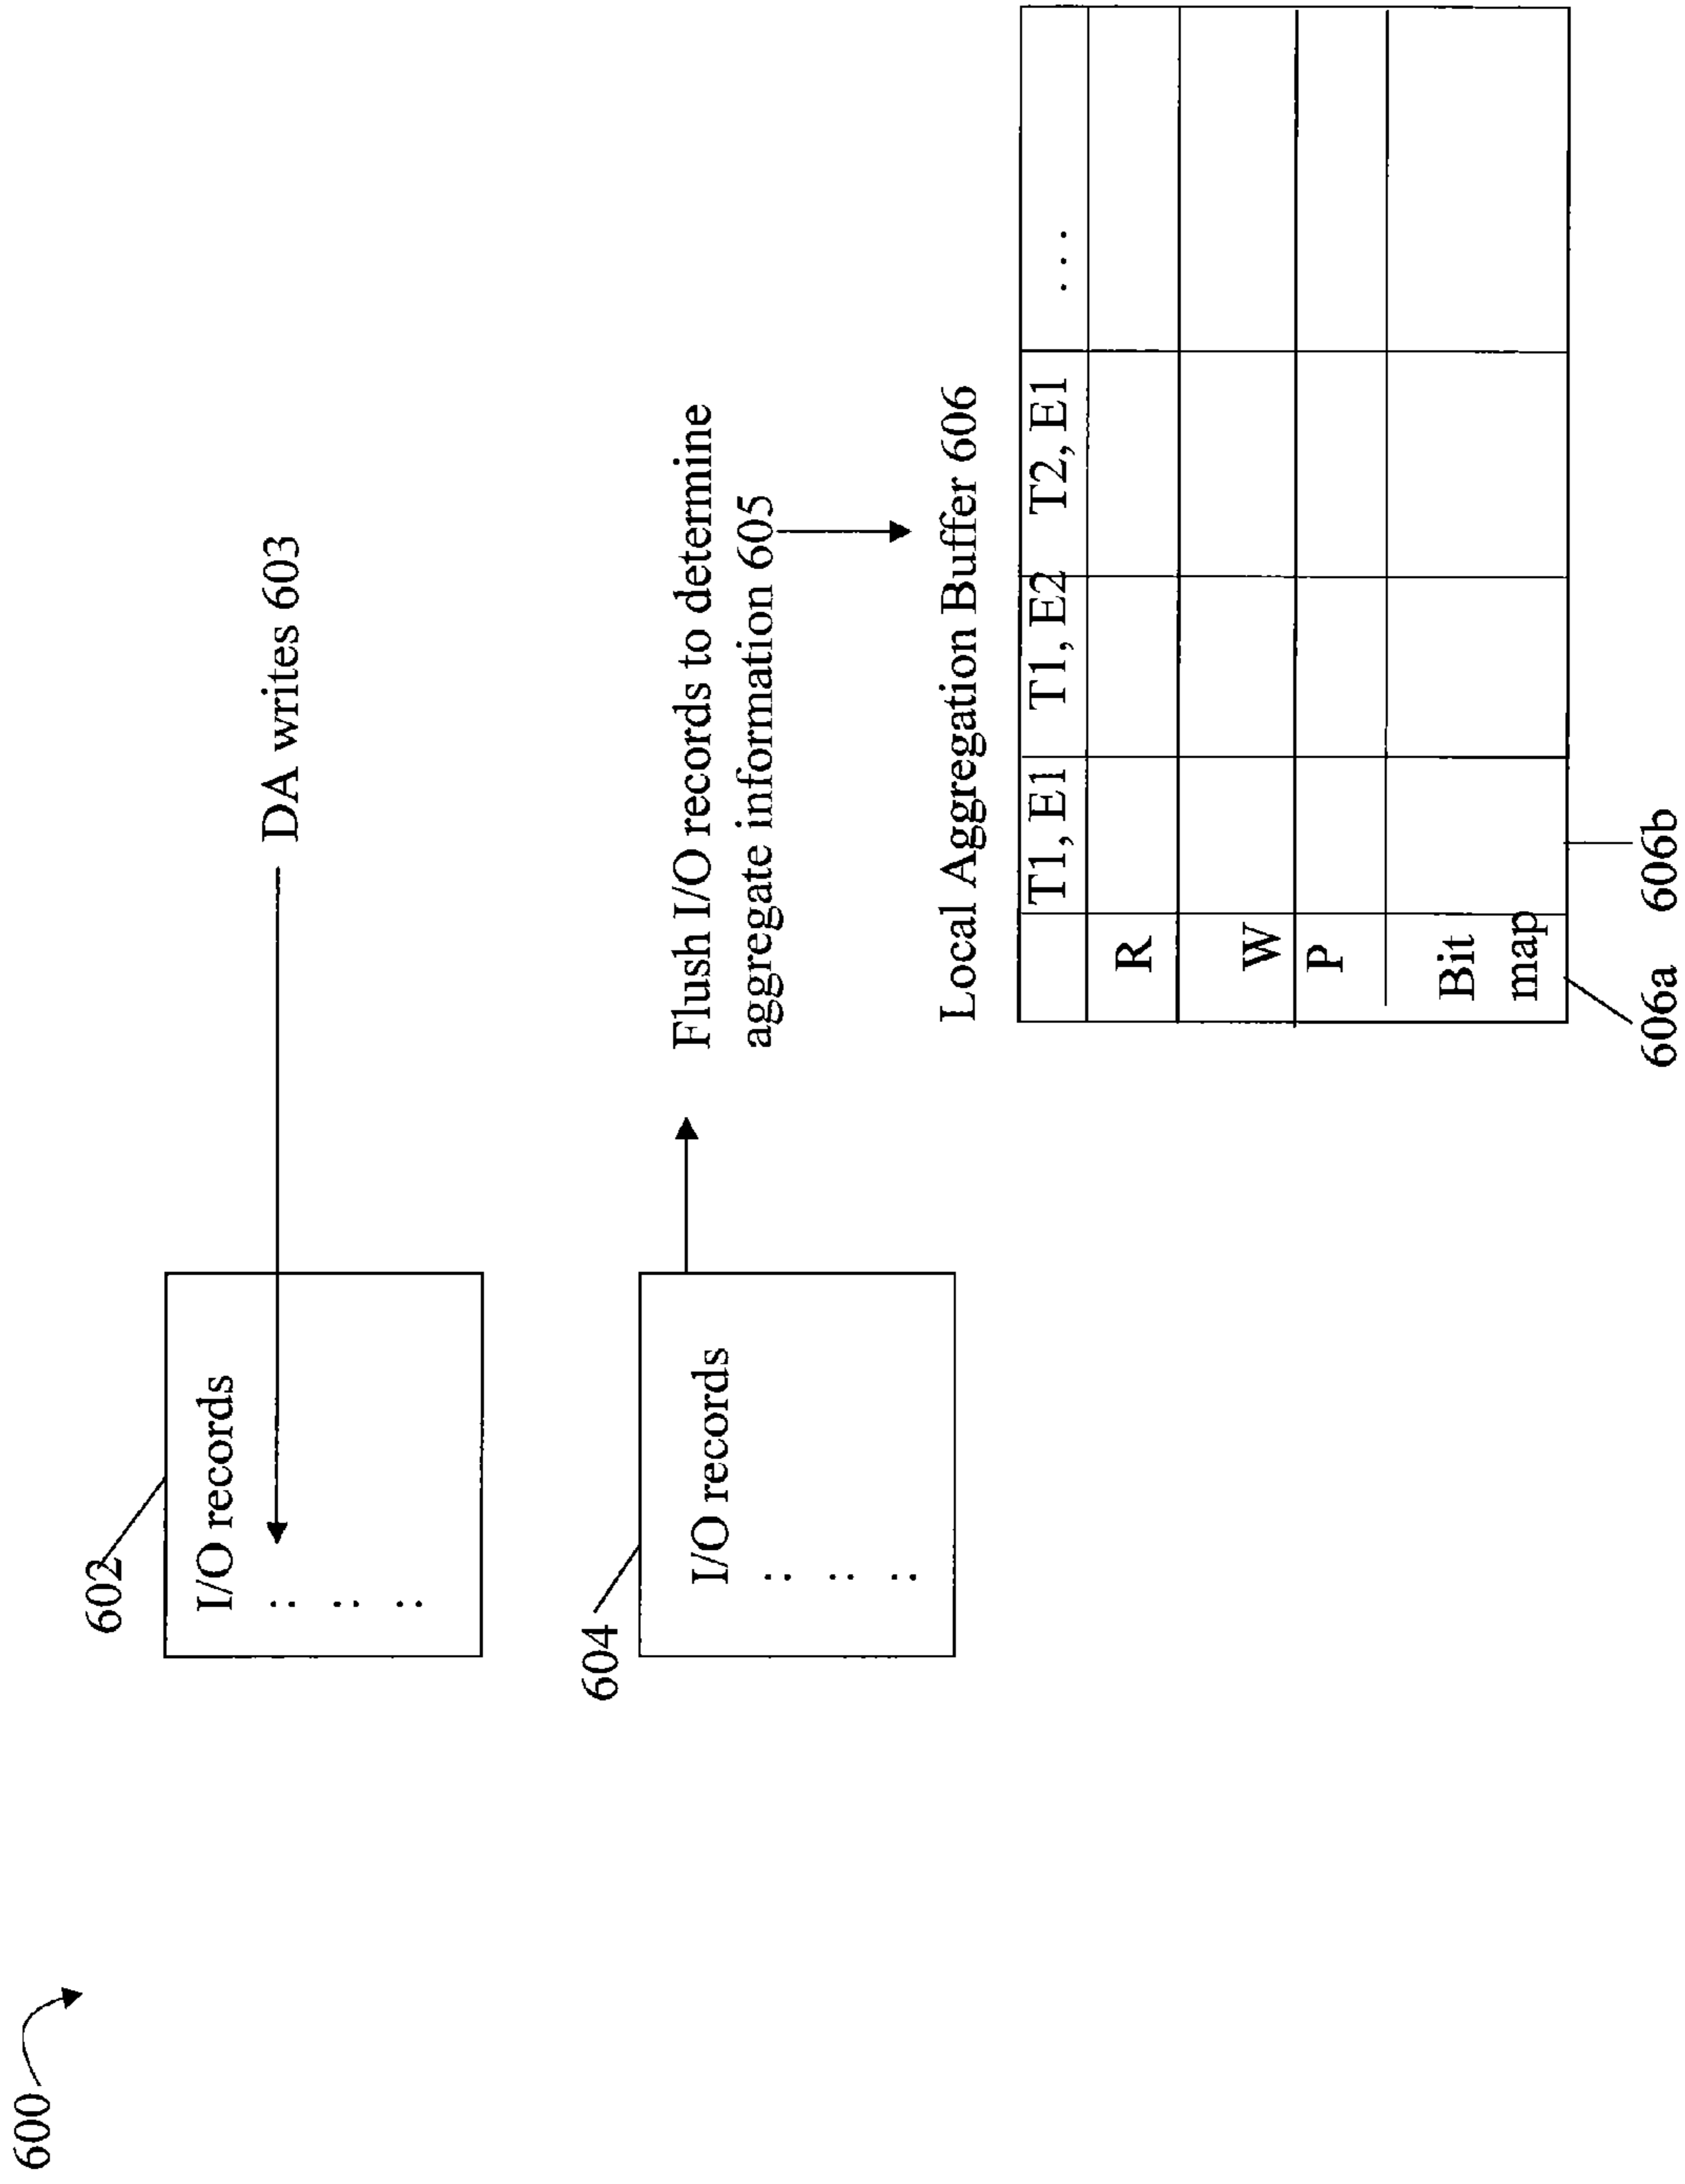 600
602
I/O records
DA writes 603
604
I/O records
Flush I/O records to determine
aggregate information 605
Local Aggregation Buffer 606
T1, E1 T1, E2 T2, E1 ...
R
W
P
Bit
map
606a 606b